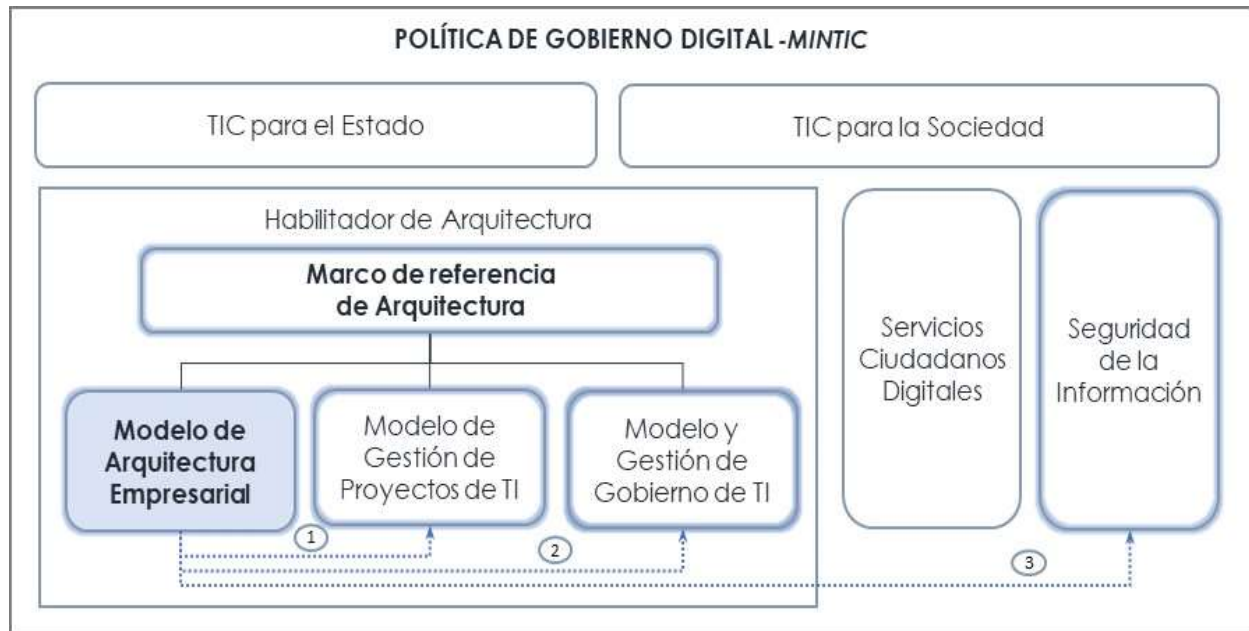 POLÍTICA DE GOBIERNO DIGITAL -MINTIC
TIC para el Estado
TIC para la Sociedad
Habilitador de Arquitectura
Marco de referencia
de Arquitectura
Modelo de
Arquitectura
Empresarial
Modelo de
Gestión de
Proyectos de TI
Modelo y
Gestión de
Gobierno de TI
Servicios
Ciudadanos
Digitales
Seguridad
de la
Información
1
2
3